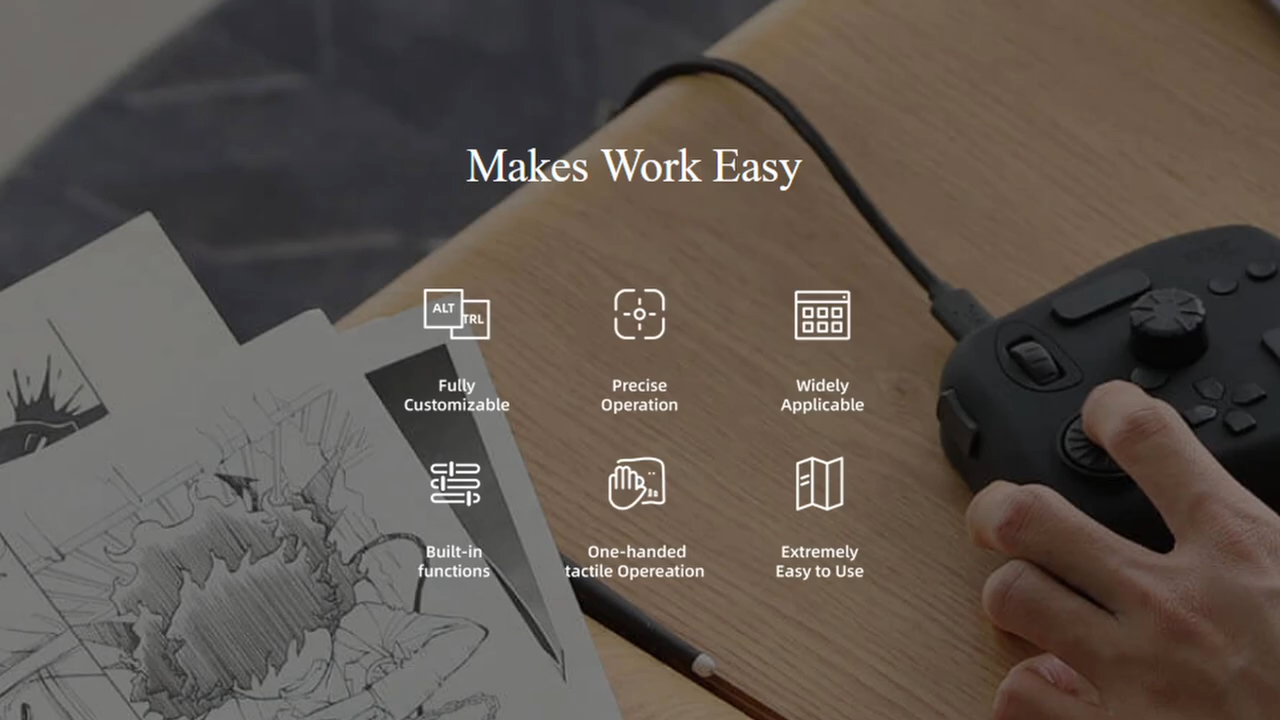 Makes Work Easy
ALT
TRL
Fully
Customizable
Precise
Operation
Widely
Applicable
Built-in
functions
One-handed
tactile Opereation
Extremely
Easy to Use